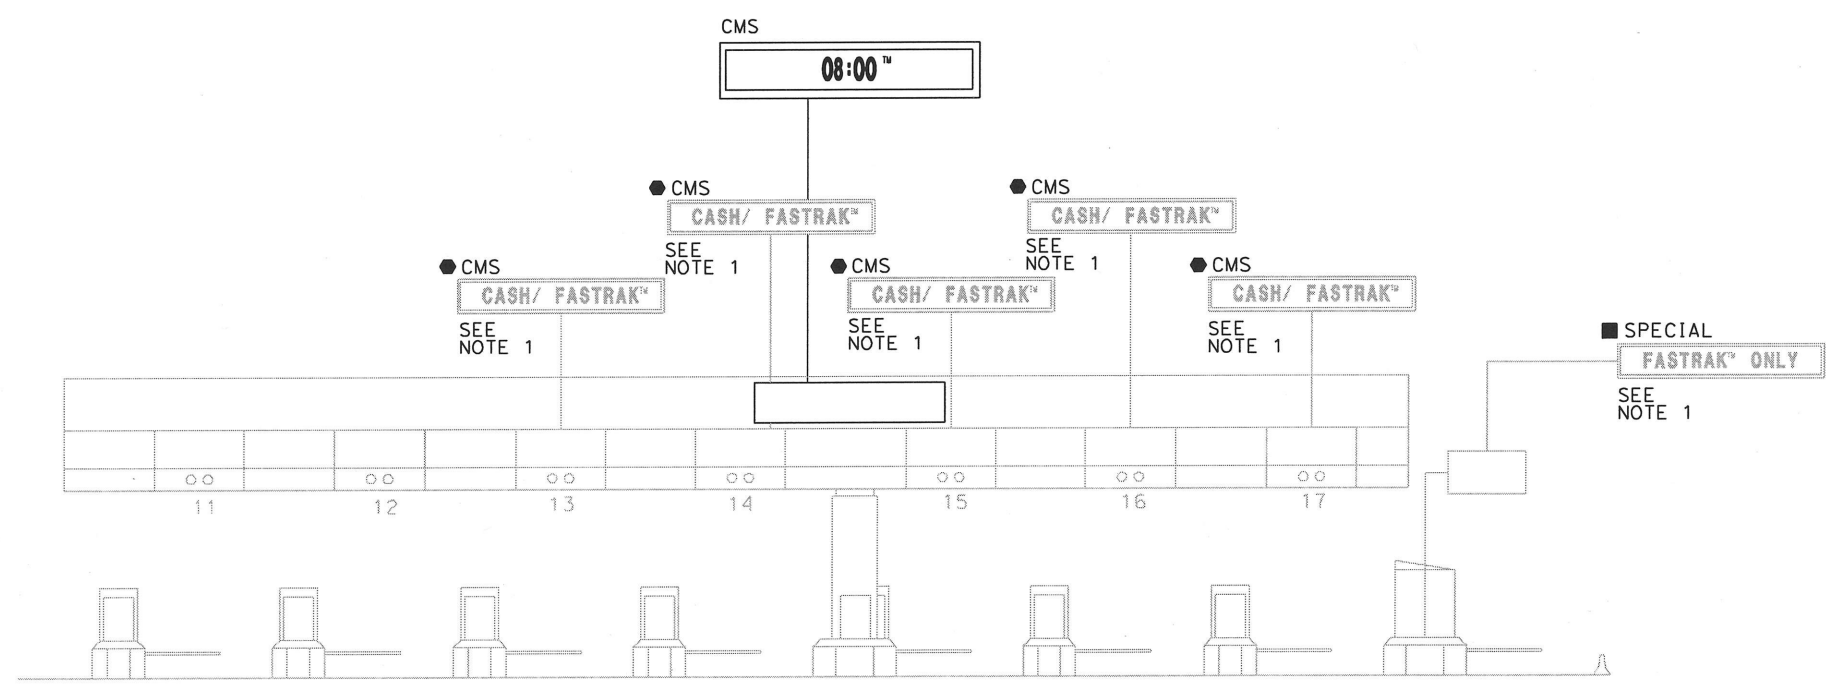 CMS
08:00™
CMS
CASH/ FASTRAK™
SEE
NOTE 1
CMS
CASH/ FASTRAK™
SEE
NOTE 1
CMS
CASH/ FASTRAK™
SEE
NOTE 1
CMS
CASH/ FASTRAK™
SEE
NOTE 1
CMS
CASH/ FASTRAK™
SEE
NOTE 1
SPECIAL
FASTRAK™ ONLY
SEE
NOTE 1
11 12 13 14 15 16 17